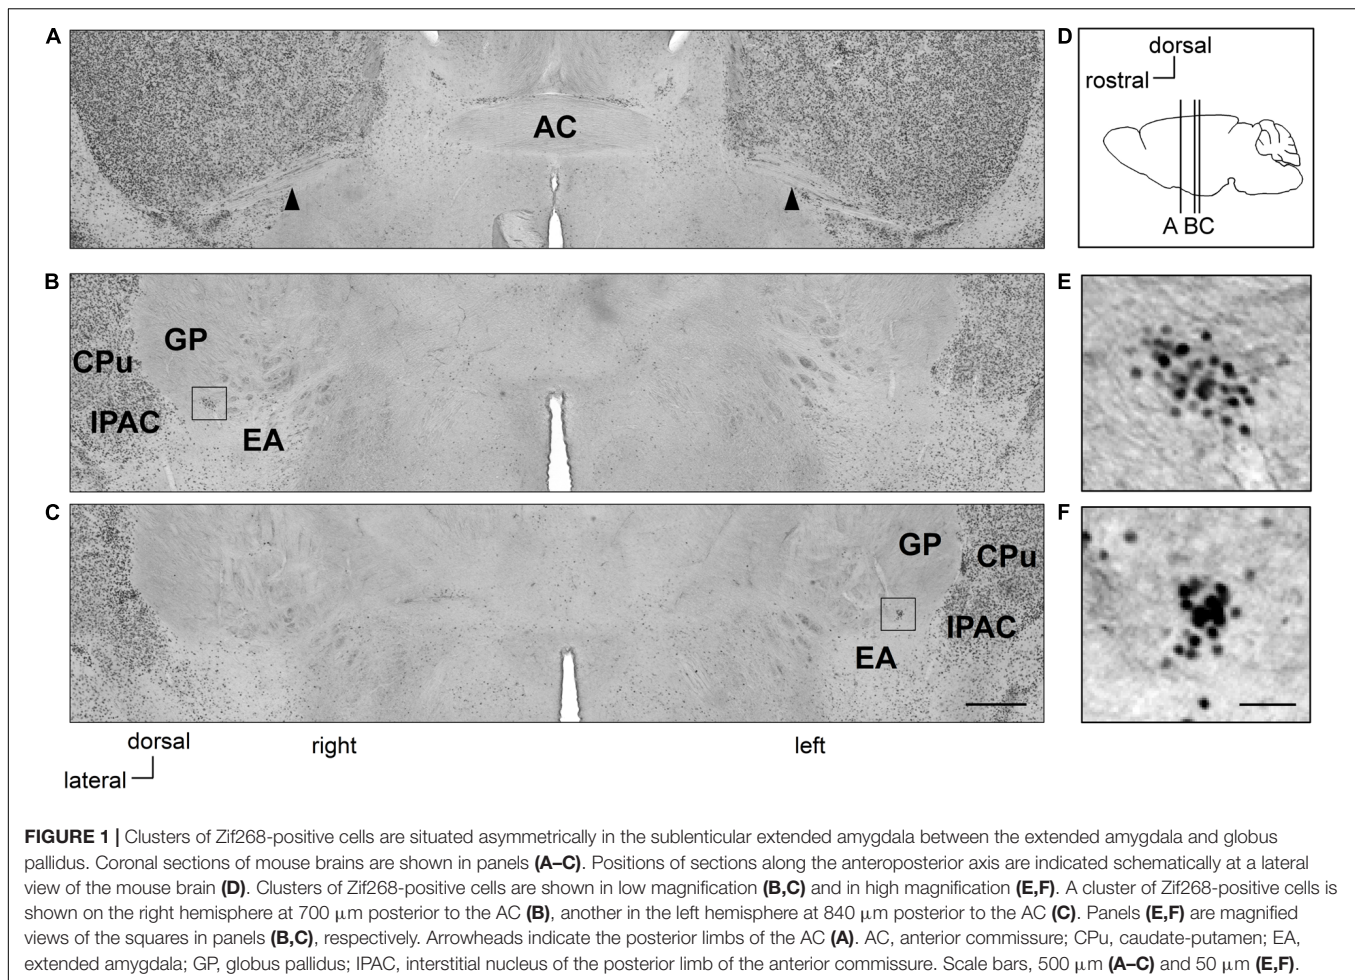 A
AC
D
dorsal
rostral
A BC
B
GP
CPu
IPAC
EA
E
C
GP
CPu
IPAC
EA
F
dorsal
lateral
right
left
FIGURE 1 | Clusters of Zif268-positive cells are situated asymmetrically in the sublenticular extended amygdala between the extended amygdala and globus
pallidus. Coronal sections of mouse brains are shown in panels (A–C). Positions of sections along the anteroposterior axis are indicated schematically at a lateral
view of the mouse brain (D). Clusters of Zif268-positive cells are shown in low magnification (B,C) and in high magnification (E,F). A cluster of Zif268-positive cells is
shown on the right hemisphere at 700 μm posterior to the AC (B), another in the left hemisphere at 840 μm posterior to the AC (C). Panels (E,F) are magnified
views of the squares in panels (B,C), respectively. Arrowheads indicate the posterior limbs of the AC (A). AC, anterior commissure; CPu, caudate-putamen; EA,
extended amygdala; GP, globus pallidus; IPAC, interstitial nucleus of the posterior limb of the anterior commissure. Scale bars, 500 μm (A–C) and 50 μm (E,F).